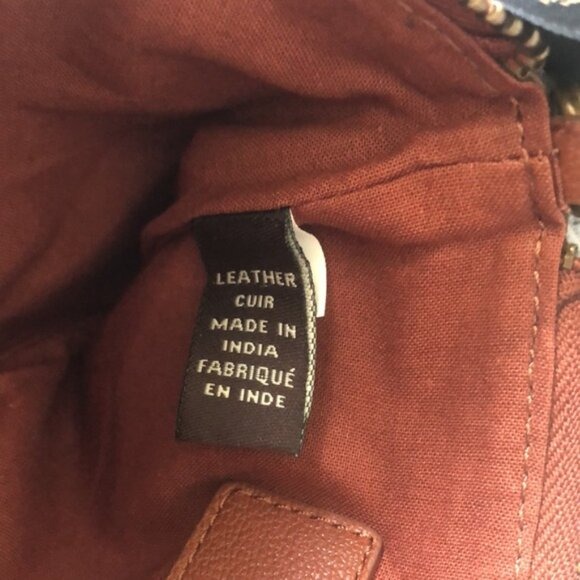 LEATHER
CUIR
MADE IN
INDIA
FABRIQUÉ
EN INDE